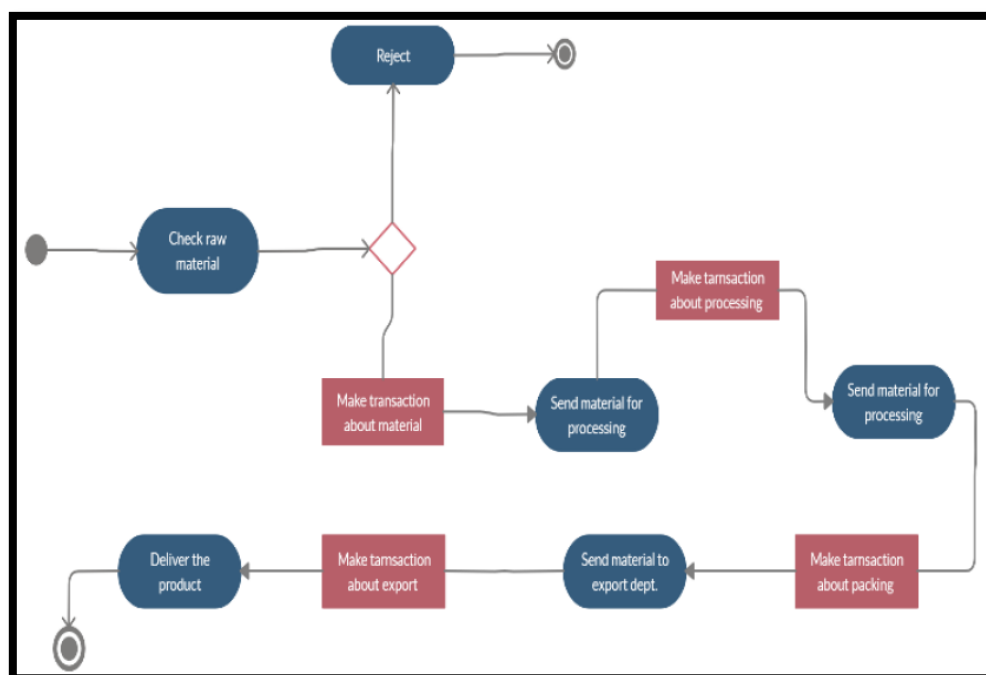 Reject
Check raw
material
Make tarnsaction
about processing
Make transaction
about material
Send material for
processing
Send material for
processing
Deliver the
product
Make tarnsaction
about export
Send material to
export dept.
Make tarnsaction
about packing